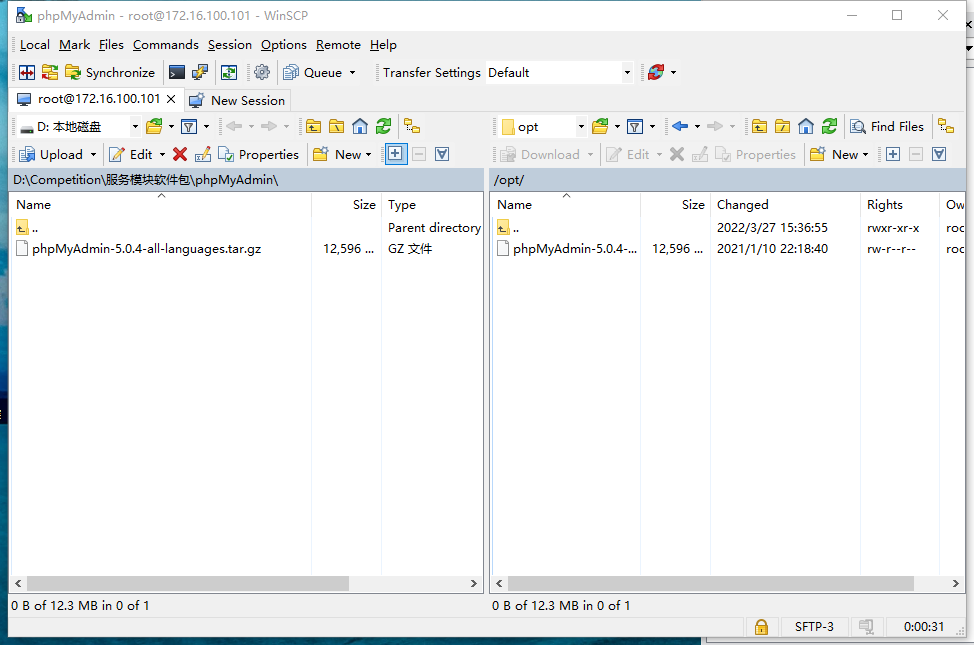 phpMyAdmin - root@172.16.100.101 - WinSCP
Local Mark Files Commands Session Options Remote Help
Synchronize Queue Transfer Settings Default
root@172.16.100.101 New Session
D: 本地磁盘 opt Find Files
Upload Edit Properties New Download Edit Properties New
D:\Competition\服务模块软件包\phpMyAdmin\ /opt/
Name Size Type Name Size Changed Rights Ow
.. Parent directory .. 2022/3/27 15:36:55 rwxr-xr-x roc
phpMyAdmin-5.0.4-all-languages.tar.gz 12,596 ... GZ 文件 phpMyAdmin-5.0.4-... 12,596 ... 2021/1/10 22:18:40 rw-r--r-- roc
0 B of 12.3 MB in 0 of 1 0 B of 12.3 MB in 0 of 1
SFTP-3 0:00:31